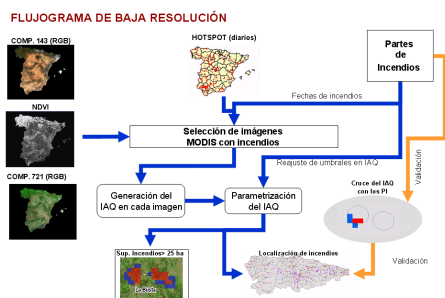 FLUJOGRAMA DE BAJA RESOLUCIÓN
COMP. 143 (RGB)
HOTSPOT (diarios)
Partes
de
Incendios
Fechas de incendios
NDVI
Selección de imágenes
MODIS con incendios
Validación
Reajuste de umbrales en IAQ
COMP. 721 (RGB)
Cruce del IAQ
con los PI
Generación del
IAQ en cada imagen
Parametrización
del IAQ
Sup. Incendios> 25 ha
Localización de incendios
Validación